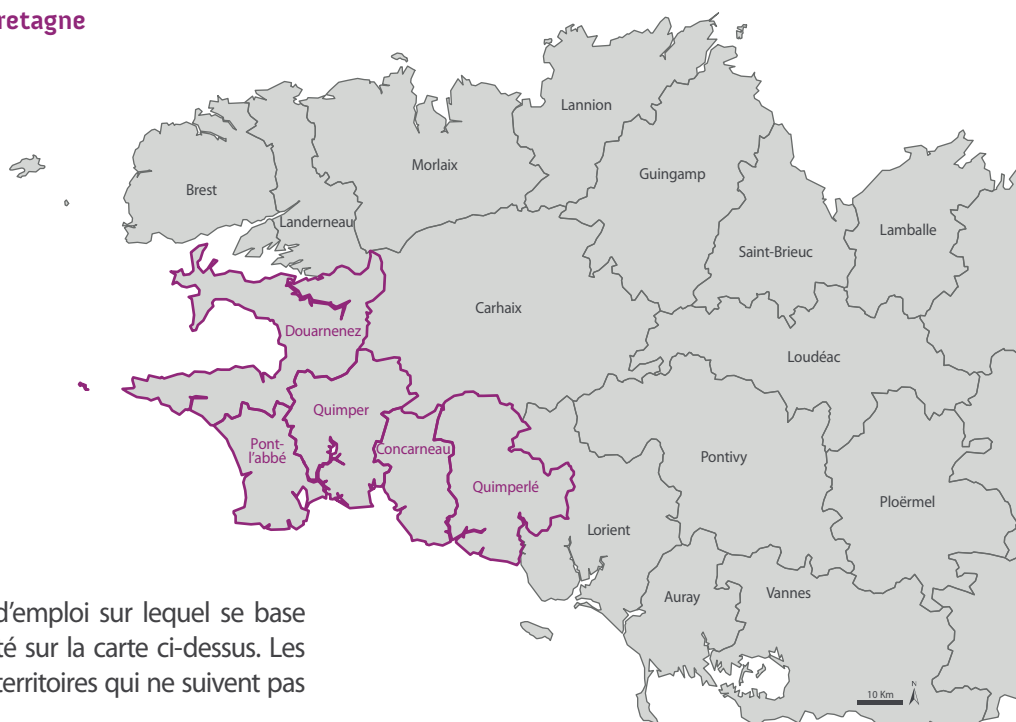 retagne
Lannion
Morlaix
Guingamp
Brest
Landerneau
Lamballe
Saint-Brieuc
Carhaix
Douarnenez
Loudéac
Quimper
Pont-
l'abbé
Concarneau
Pontivy
Quimperlé
Ploërmel
Lorient
Auray
Vannes
d'emploi sur lequel se base
té sur la carte ci-dessus. Les
territoires qui ne suivent pas
10 Km
N